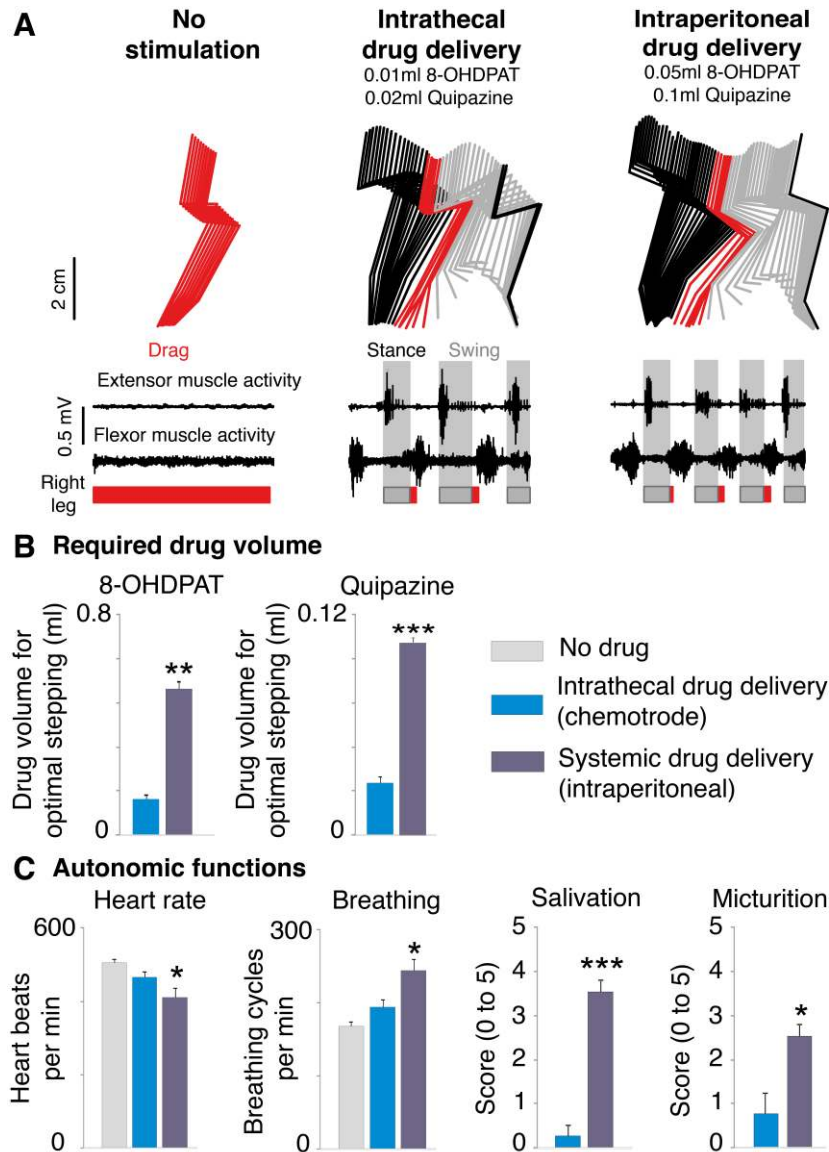 A
No
stimulation
Intrathecal
drug delivery
0.01ml 8-OHDPAT
0.02ml Quipazine
Intraperitoneal
drug delivery
0.05ml 8-OHDPAT
0.1ml Quipazine
2 cm
Drag
Stance
Swing
Extensor muscle activity
0.5 mV
Flexor muscle activity
Right
leg
B Required drug volume
8-OHDPAT
Drug volume for
optimal stepping (ml)
0.8
0
**
Quipazine
Drug volume for
optimal stepping (ml)
0.12
0
***
No drug
Intrathecal drug delivery
(chemotrode)
Systemic drug delivery
(intraperitoneal)
C Autonomic functions
Heart rate
Heart beats
per min
600
0
*
Breathing
Breathing cycles
per min
300
0
*
Salivation
Score (0 to 5)
5
4
3
2
1
0
***
Micturition
Score (0 to 5)
5
4
3
2
1
0
*